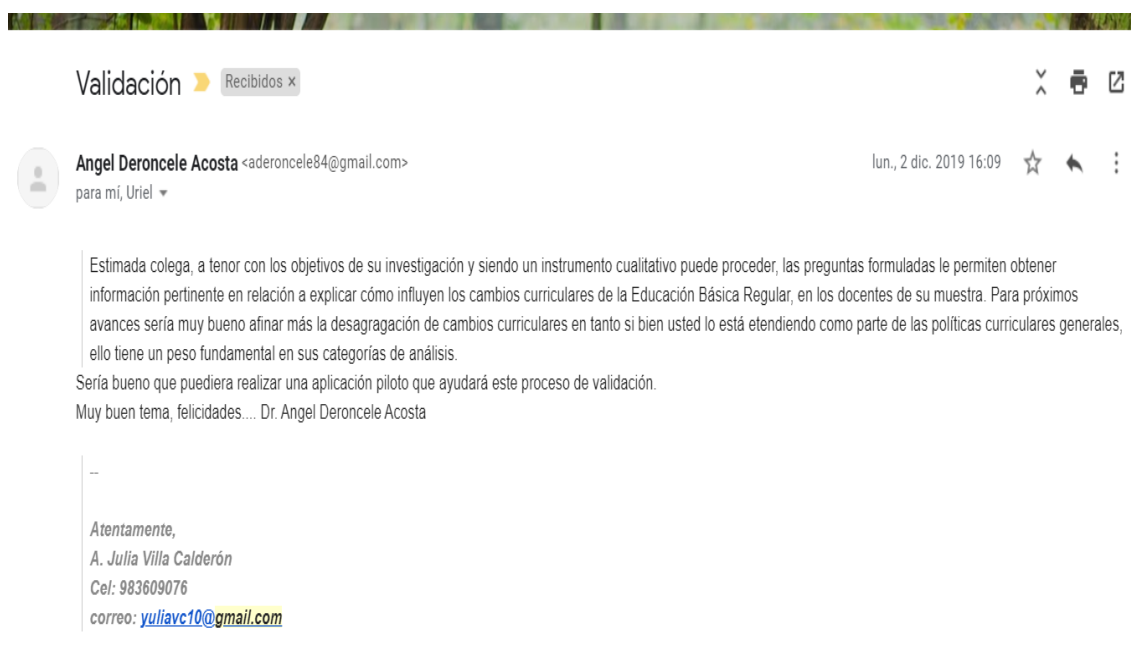 Validación Recibidos ×
Angel Deroncele Acosta <aderoncele84@gmail.com> lun., 2 dic. 2019 16:09
para mí, Uriel
Estimada colega, a tenor con los objetivos de su investigación y siendo un instrumento cualitativo puede proceder, las preguntas formuladas le permiten obtener
información pertinente en relación a explicar cómo influyen los cambios curriculares de la Educación Básica Regular, en los docentes de su muestra. Para próximos
avances sería muy bueno afinar más la desagragación de cambios curriculares en tanto si bien usted lo está etendiendo como parte de las políticas curriculares generales,
ello tiene un peso fundamental en sus categorías de análisis.
Sería bueno que puediera realizar una aplicación piloto que ayudará este proceso de validación.
Muy buen tema, felicidades.... Dr. Angel Deroncele Acosta
--
Atentamente,
A. Julia Villa Calderón
Cel: 983609076
correo: yuliavc10@gmail.com